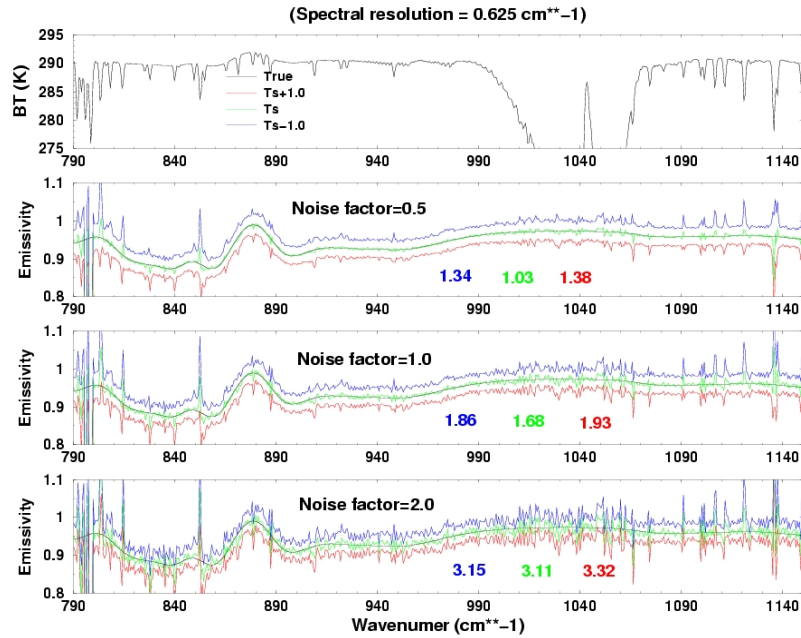 (Spectral resolution = 0.625 cm**−1)
BT (K)
295
290
285
280
275
True
Ts+1.0
Ts
Ts−1.0
790 840 890 940 990 1040 1090 1140
Emissivity
1.1
1
0.9
0.8
Noise factor=0.5
1.34 1.03 1.38
790 840 890 940 990 1040 1090 1140
Emissivity
1.1
1
0.9
0.8
Noise factor=1.0
1.86 1.68 1.93
790 840 890 940 990 1040 1090 1140
Emissivity
1.1
1
0.9
0.8
Noise factor=2.0
3.15 3.11 3.32
790 840 890 940 990 1040 1090 1140
Wavenumer (cm**−1)